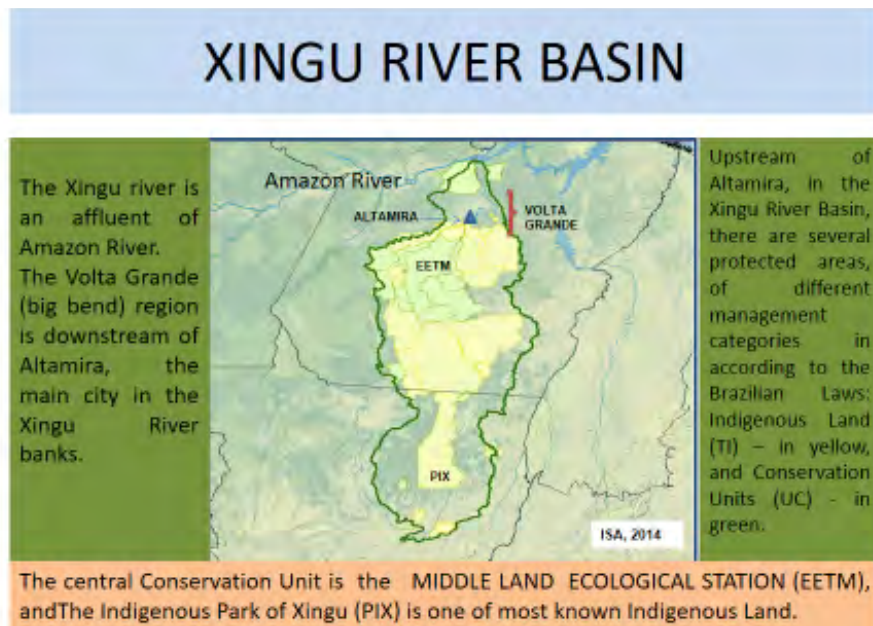 XINGU RIVER BASIN
The Xingu river is
an affluent of
Amazon River.
The Volta Grande
(big bend) region
is downstream of
Altamira, the
main city in the
Xingu River
banks.
Amazon River
ALTAMIRA
VOLTA
GRANDE
EETM
PIX
ISA, 2014
Upstream of
Altamira, in the
Xingu River Basin,
there are several
protected areas,
of different
management
categories in
according to the
Brazilian Laws:
Indigenous Land
(TI) – in yellow,
and Conservation
Units (UC) - in
green.
The central Conservation Unit is the MIDDLE LAND ECOLOGICAL STATION (EETM),
andThe Indigenous Park of Xingu (PIX) is one of most known Indigenous Land.